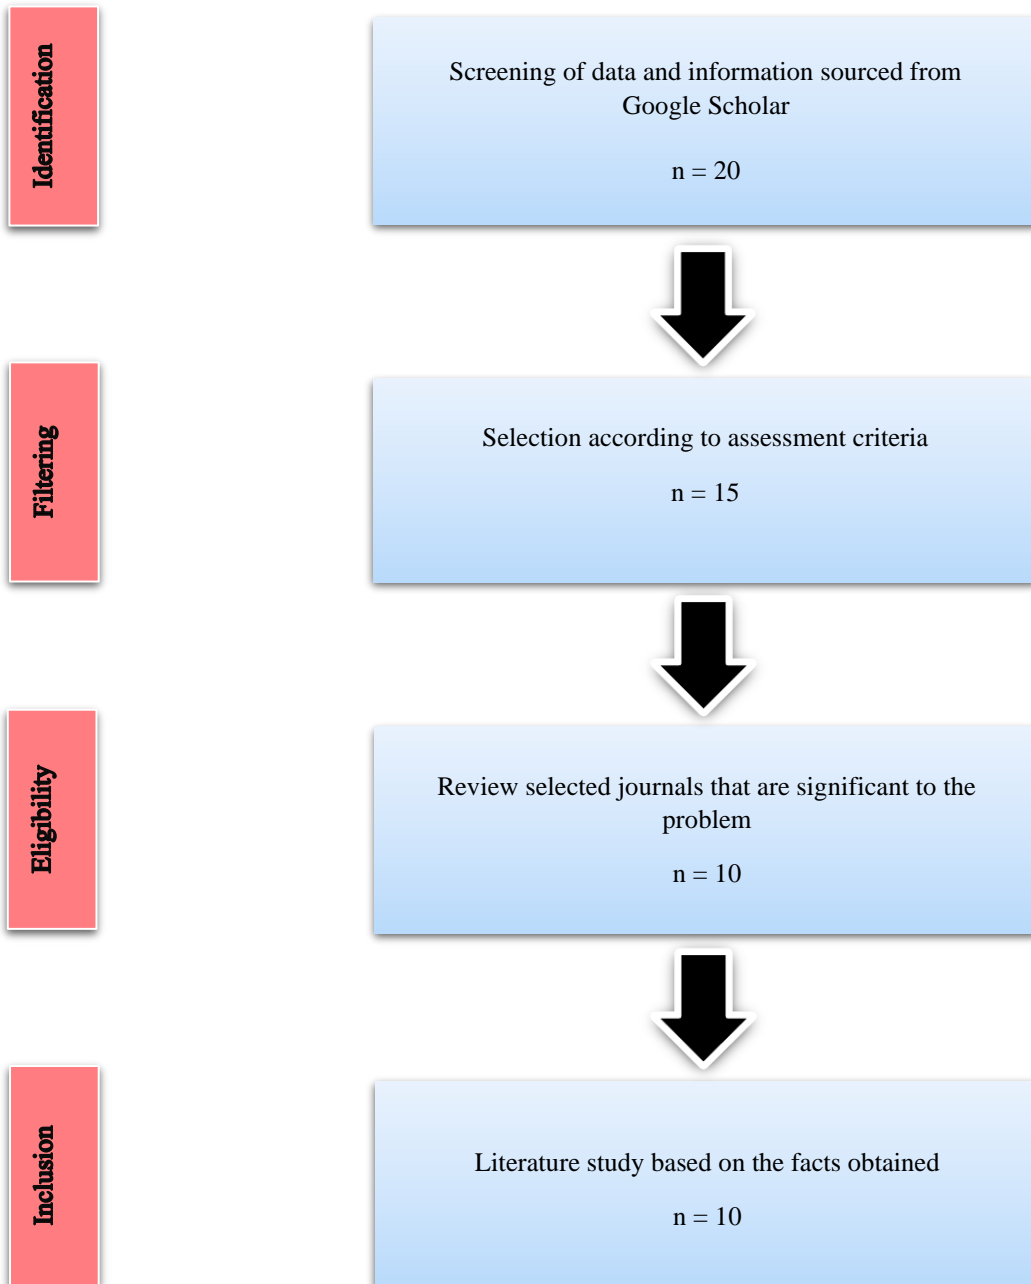 Identification
Screening of data and information sourced from
Google Scholar
n = 20
Filtering
Selection according to assessment criteria
n = 15
Eligibility
Review selected journals that are significant to the
problem
n = 10
Inclusion
Literature study based on the facts obtained
n = 10